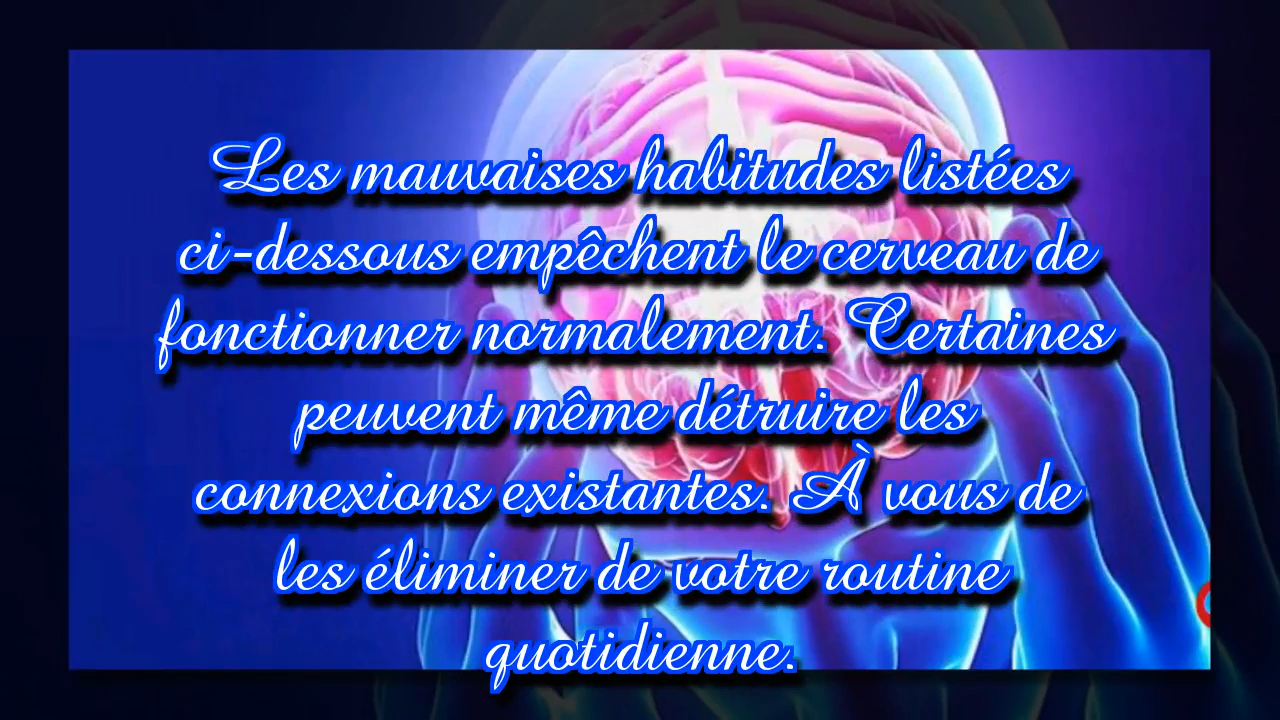 Les mauvaises habitudes listées
ci-dessous empêchent le cerveau de
fonctionner normalement. Certaines
peuvent même détruire les
connexions existantes. À vous de
les éliminer de votre routine
quotidienne.